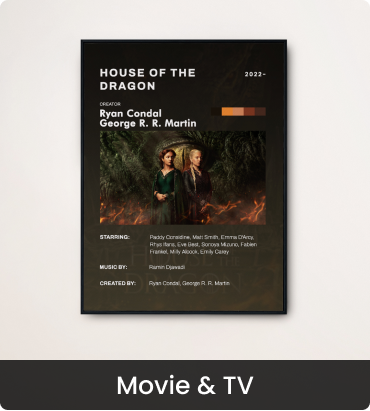 HOUSE OF THE
DRAGON
2022-
CREATOR
Ryan Condal
George R. R. Martin
STARRING:
Paddy Considine, Matt Smith, Emma D'Arcy,
Rhys Ifans, Eve Best, Sonoya Mizuno, Fabien
Frankel, Milly Alcock, Emily Carey
MUSIC BY:
Ramin Djawadi
CREATED BY:
Ryan Condal, George R. R. Martin
Movie & TV